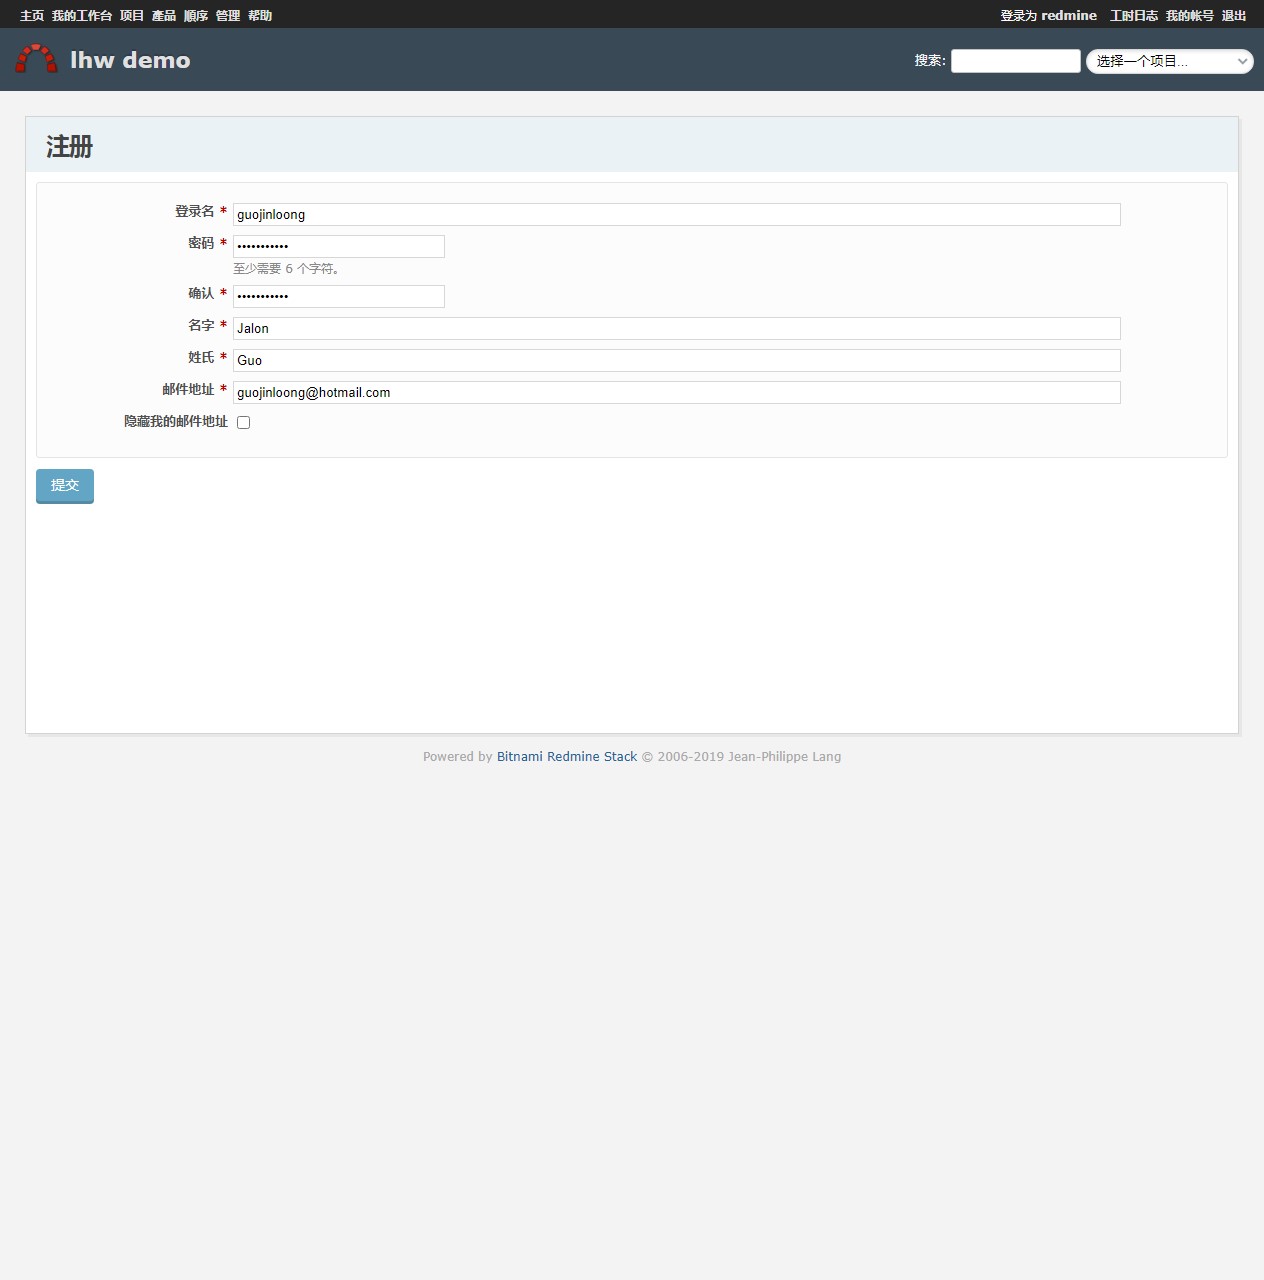 主页 我的工作台 项目 產品 順序 管理 帮助 登录为 redmine 工时日志 我的帐号 退出
lhw demo 搜索: 选择一个项目...
注册
登录名 * guojinloong
密码 * •••••••••••
至少需要 6 个字符。
确认 * •••••••••••
名字 * Jalon
姓氏 * Guo
邮件地址 * guojinloong@hotmail.com
隐藏我的邮件地址
提交
Powered by Bitnami Redmine Stack © 2006-2019 Jean-Philippe Lang